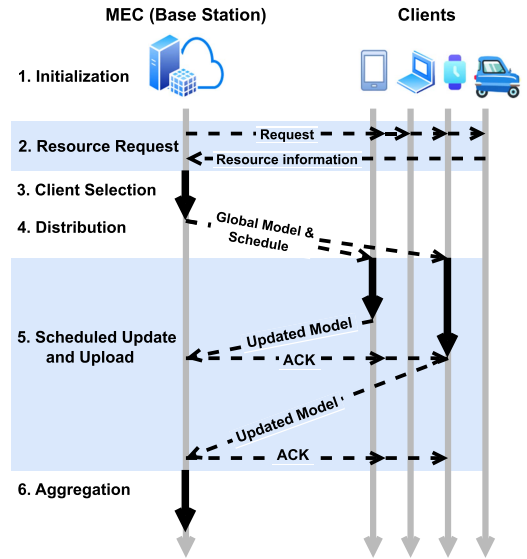 MEC (Base Station)
Clients
1. Initialization
2. Resource Request
Request
Resource information
3. Client Selection
4. Distribution
Global Model &
Schedule
5. Scheduled Update
and Upload
Updated Model
ACK
Updated Model
ACK
6. Aggregation